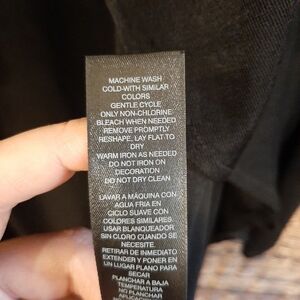 MACHINE WASH
COLD-WITH SIMILAR
COLORS
GENTLE CYCLE
ONLY NON-CHLORINE
BLEACH WHEN NEEDED
REMOVE PROMPTLY
RESHAPE, LAY FLAT TO
DRY
WARM IRON AS NEEDED
DO NOT IRON ON
DECORATION
DO NOT DRY CLEAN
LAVAR A MAQUINA CON
AGUA FRIA EN
CICLO SUAVE CON
COLORES SIMILARES.
USAR BLANQUEADOR
SIN CLORO CUANDO SE
NECESITE.
RETIRAR DE INMEDIATO
EXTENDER Y PONER EN
UN LUGAR PLANO PARA
SECAR
PLANCHAR A BAJA
TEMPERATURA
NO PLANCHAR